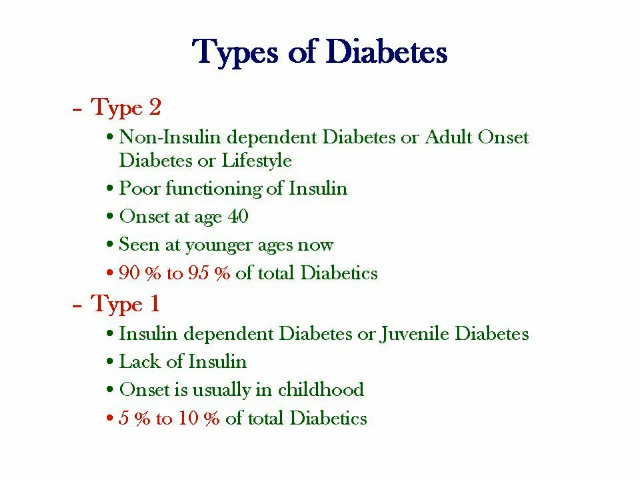 Types of Diabetes
– Type 2
• Non-Insulin dependent Diabetes or Adult Onset
Diabetes or Lifestyle
• Poor functioning of Insulin
• Onset at age 40
• Seen at younger ages now
• 90 % to 95 % of total Diabetics
– Type 1
• Insulin dependent Diabetes or Juvenile Diabetes
• Lack of Insulin
• Onset is usually in childhood
• 5 % to 10 % of total Diabetics